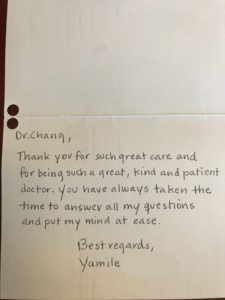 Dr. Chang,
Thank you for such great care and
for being such a great, kind and patient
doctor. You have always taken the
time to answer all my questions
and put my mind at ease.
Best regards,
Yamile